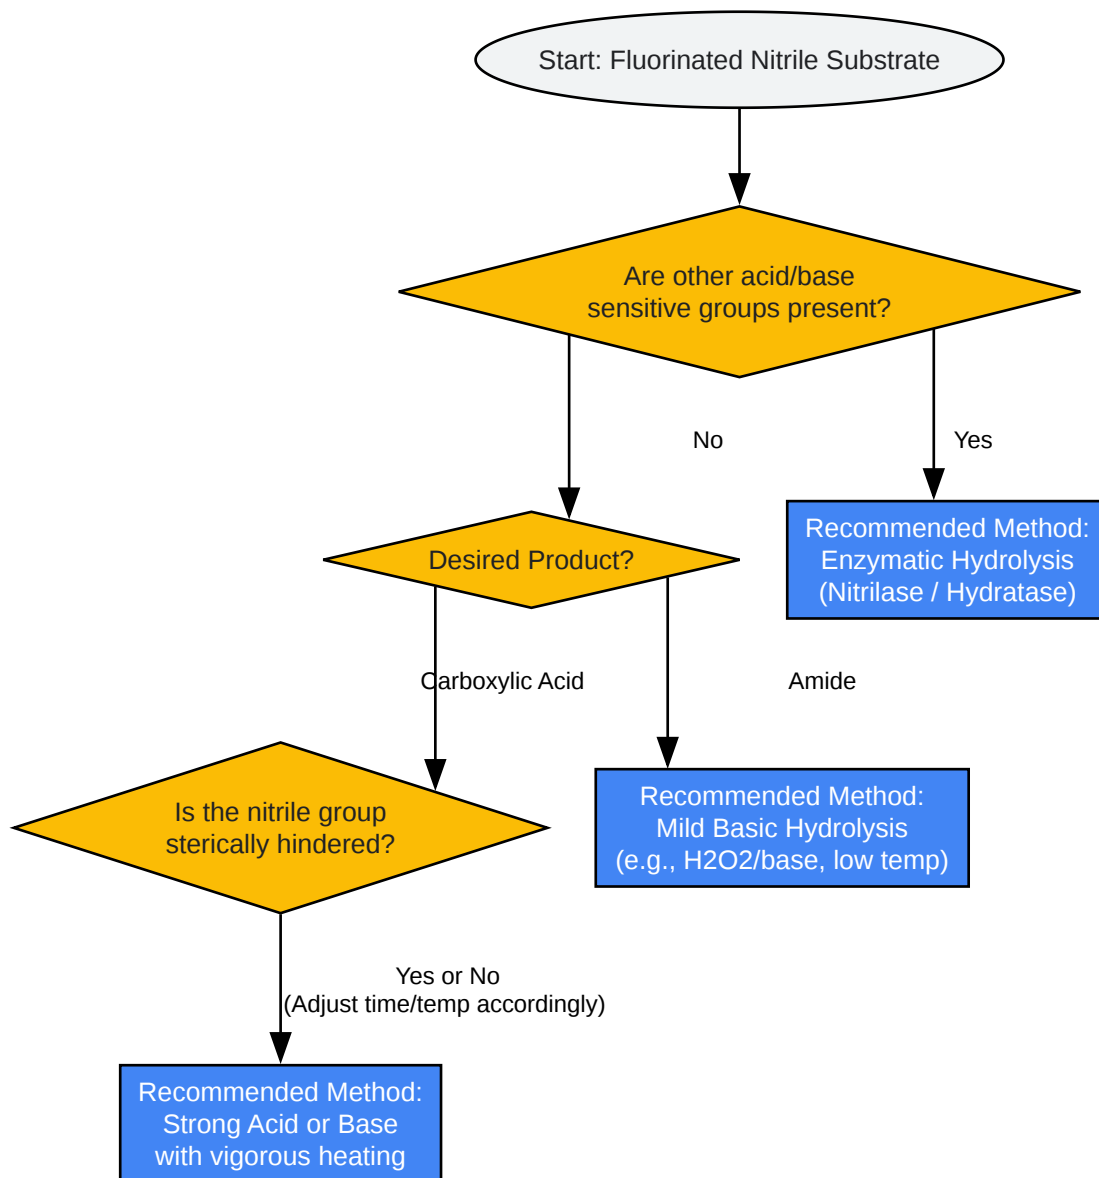 Start: Fluorinated Nitrile Substrate
Are other acid/base
sensitive groups present?
No
Yes
Recommended Method:
Enzymatic Hydrolysis
(Nitrilase / Hydratase)
Desired Product?
Carboxylic Acid
Amide
Is the nitrile group
sterically hindered?
Recommended Method:
Mild Basic Hydrolysis
(e.g., H2O2/base, low temp)
Yes or No
(Adjust time/temp accordingly)
Recommended Method:
Strong Acid or Base
with vigorous heating